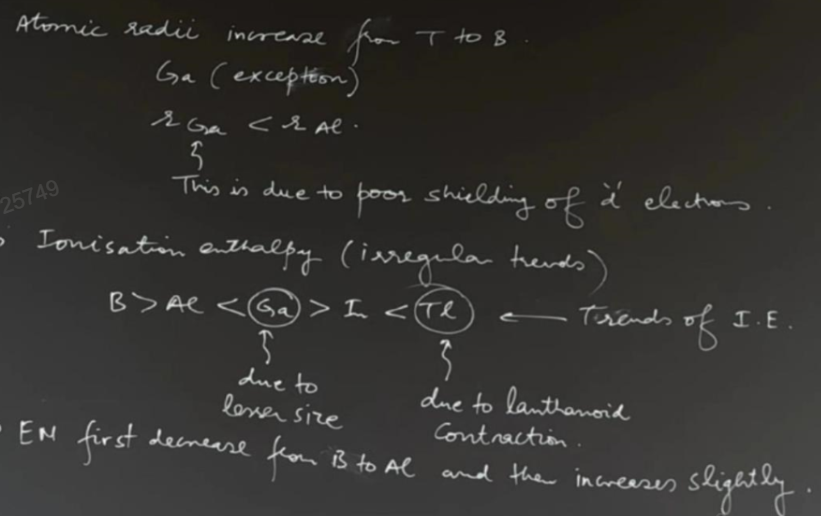 Atomic radii increase from T to B.
Ga (exception)
r Ga < r Al.
This is due to poor shielding of 'd' electrons.
25749
Ionisation enthalpy (irregular trends)
B > Al < Ga > In < Tl ← Trends of I.E.
due to
lesser size
due to lanthanoid
contraction.
EN first decrease from B to Al and then increases slightly.